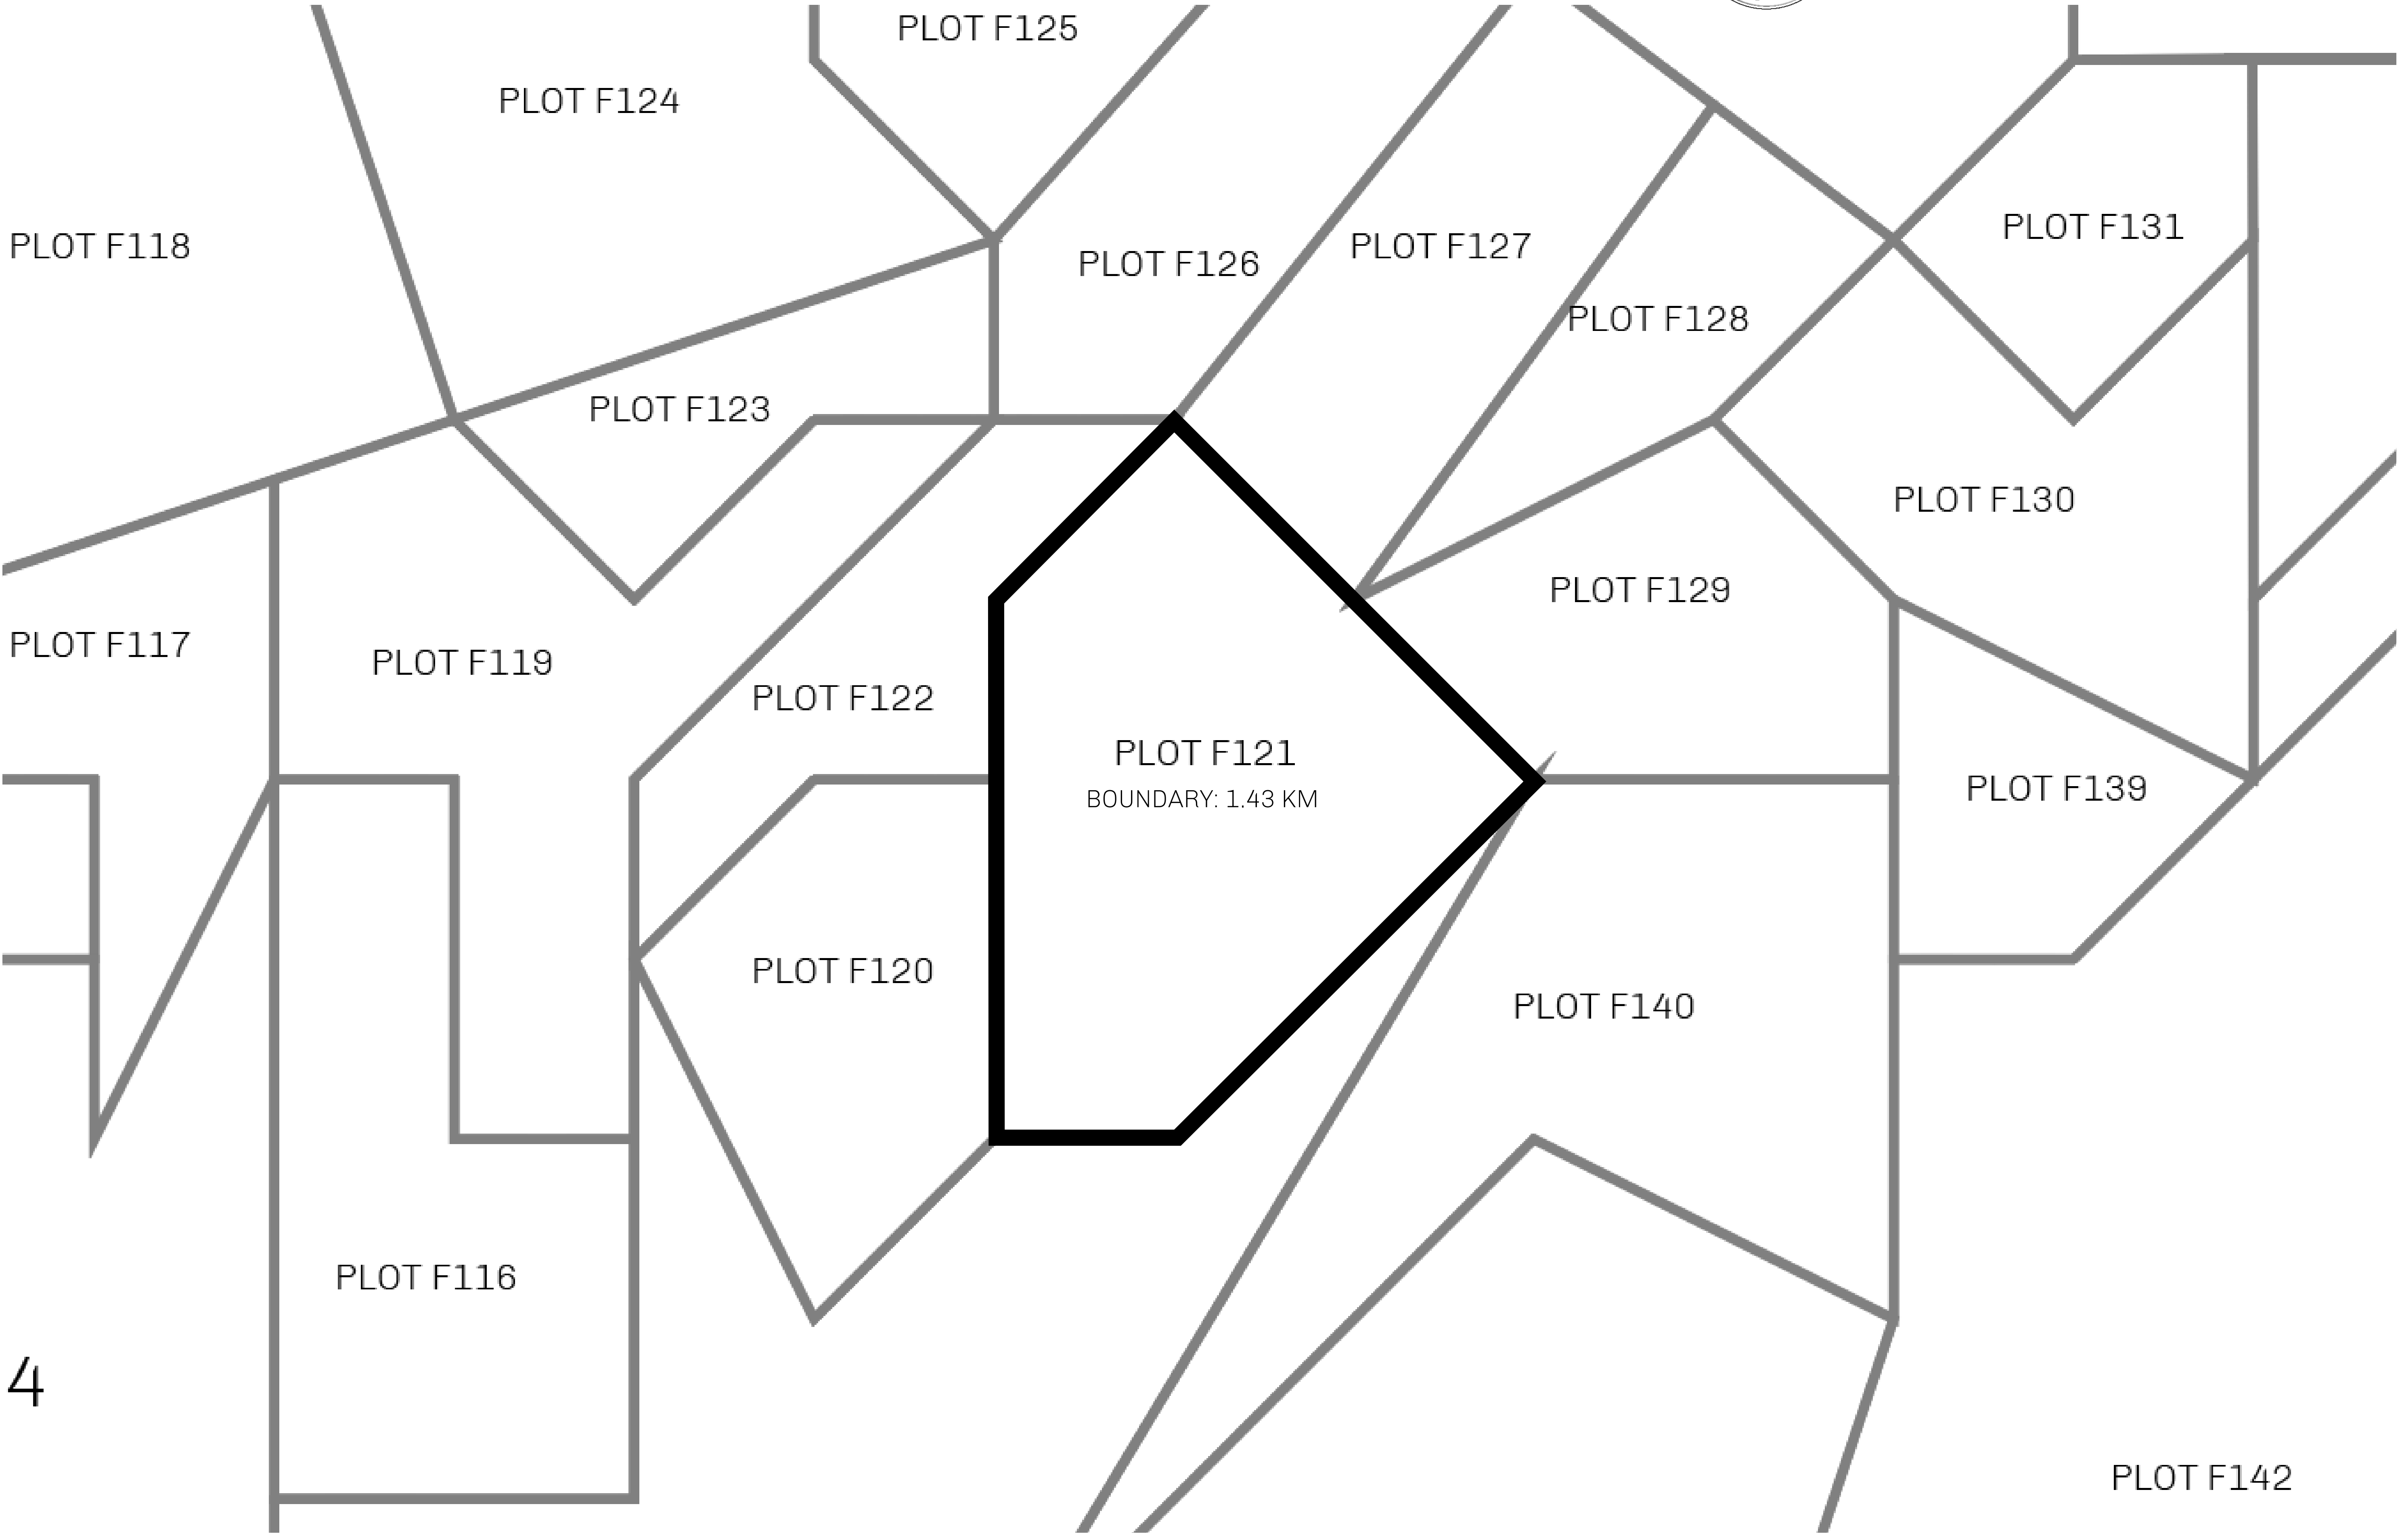 PLOT F125
PLOT F124
PLOT F131
PLOT F118
PLOT F127
PLOT F126
PLOT F128
PLOT F123
PLOT F130
PLOT F129
PLOT F117
PLOT F119
PLOT F122
PLOT F121
BOUNDARY: 1.43 KM
PLOT F139
PLOT F120
PLOT F140
PLOT F116
4
PLOT F142